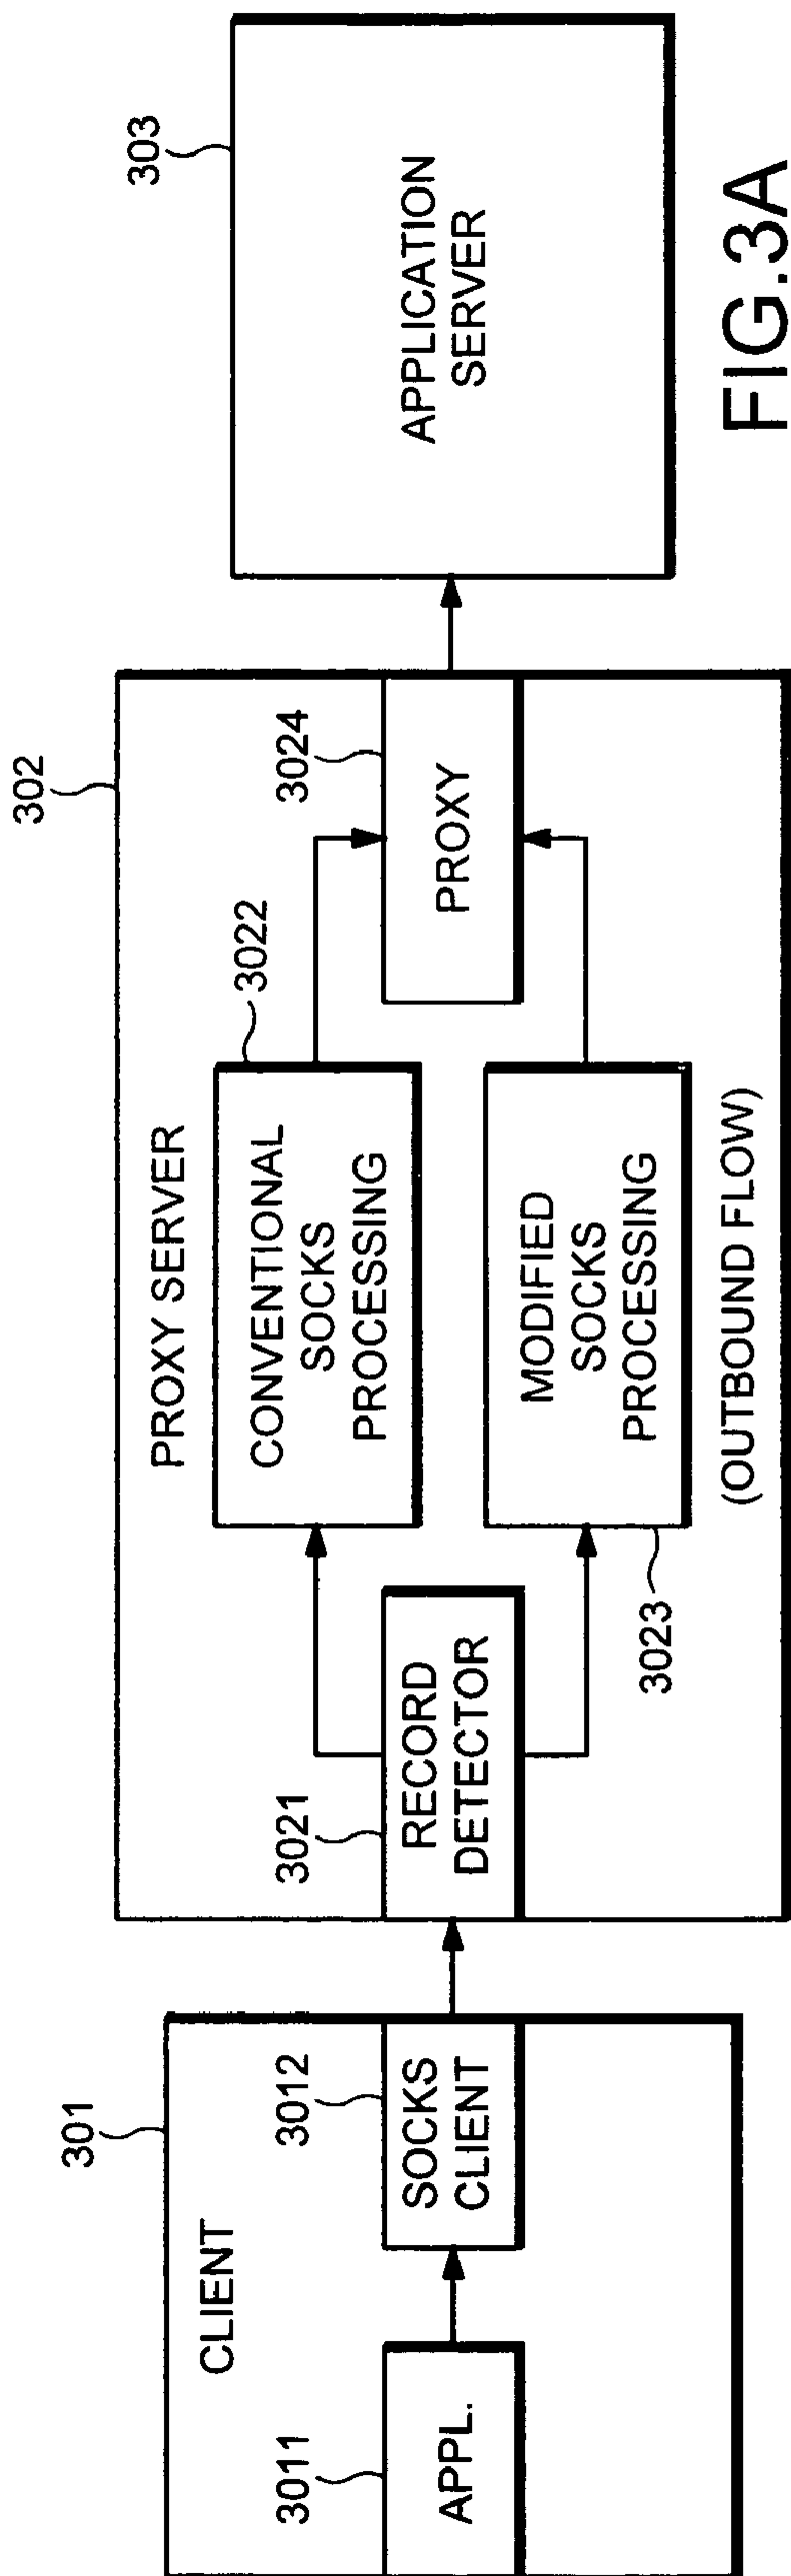 301
CLIENT
3011
APPL.
3012
SOCKS
CLIENT
302
PROXY SERVER
3021
RECORD
DETECTOR
3022
CONVENTIONAL
SOCKS
PROCESSING
3023
MODIFIED
SOCKS
PROCESSING
3024
PROXY
(OUTBOUND FLOW)
303
APPLICATION
SERVER
FIG.3A